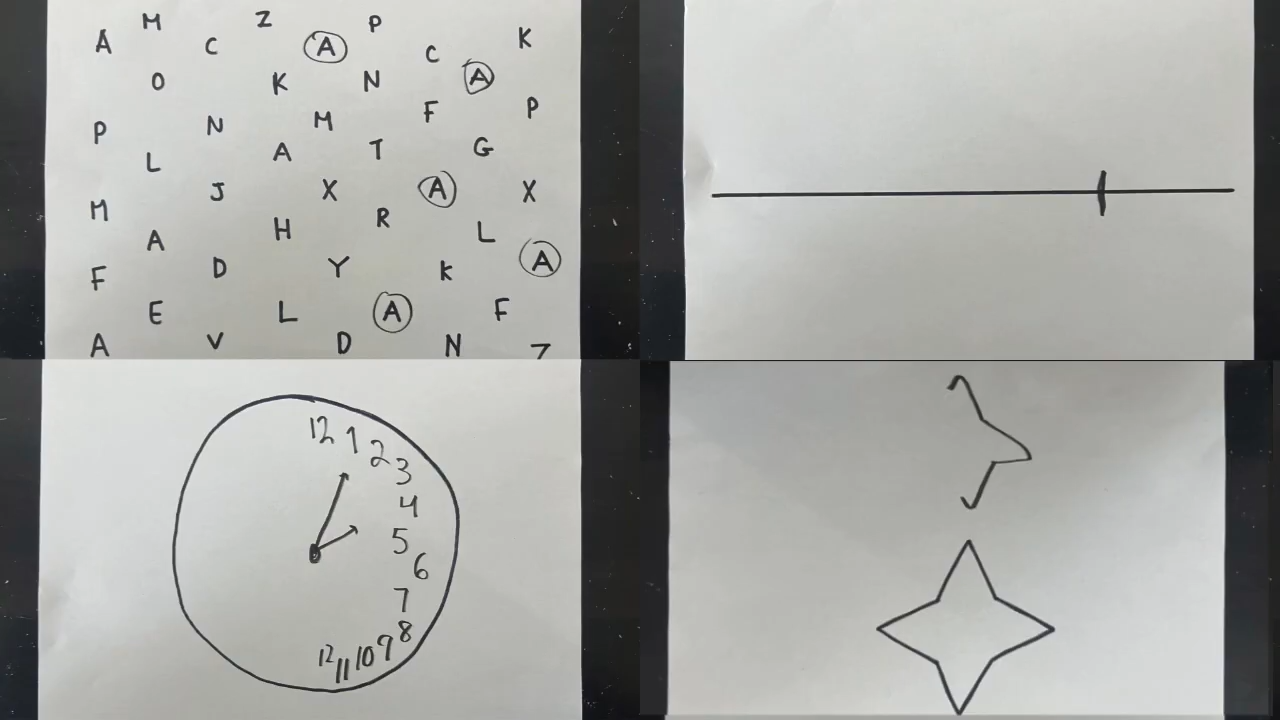 M Z P
A C A C K
O K N A
P N M F P
L A T G
M J X A X
A H R L
F D Y K A
E L A F
A V D N Z
12 1 2 3 4 5 6 7 8 9 10 11 12